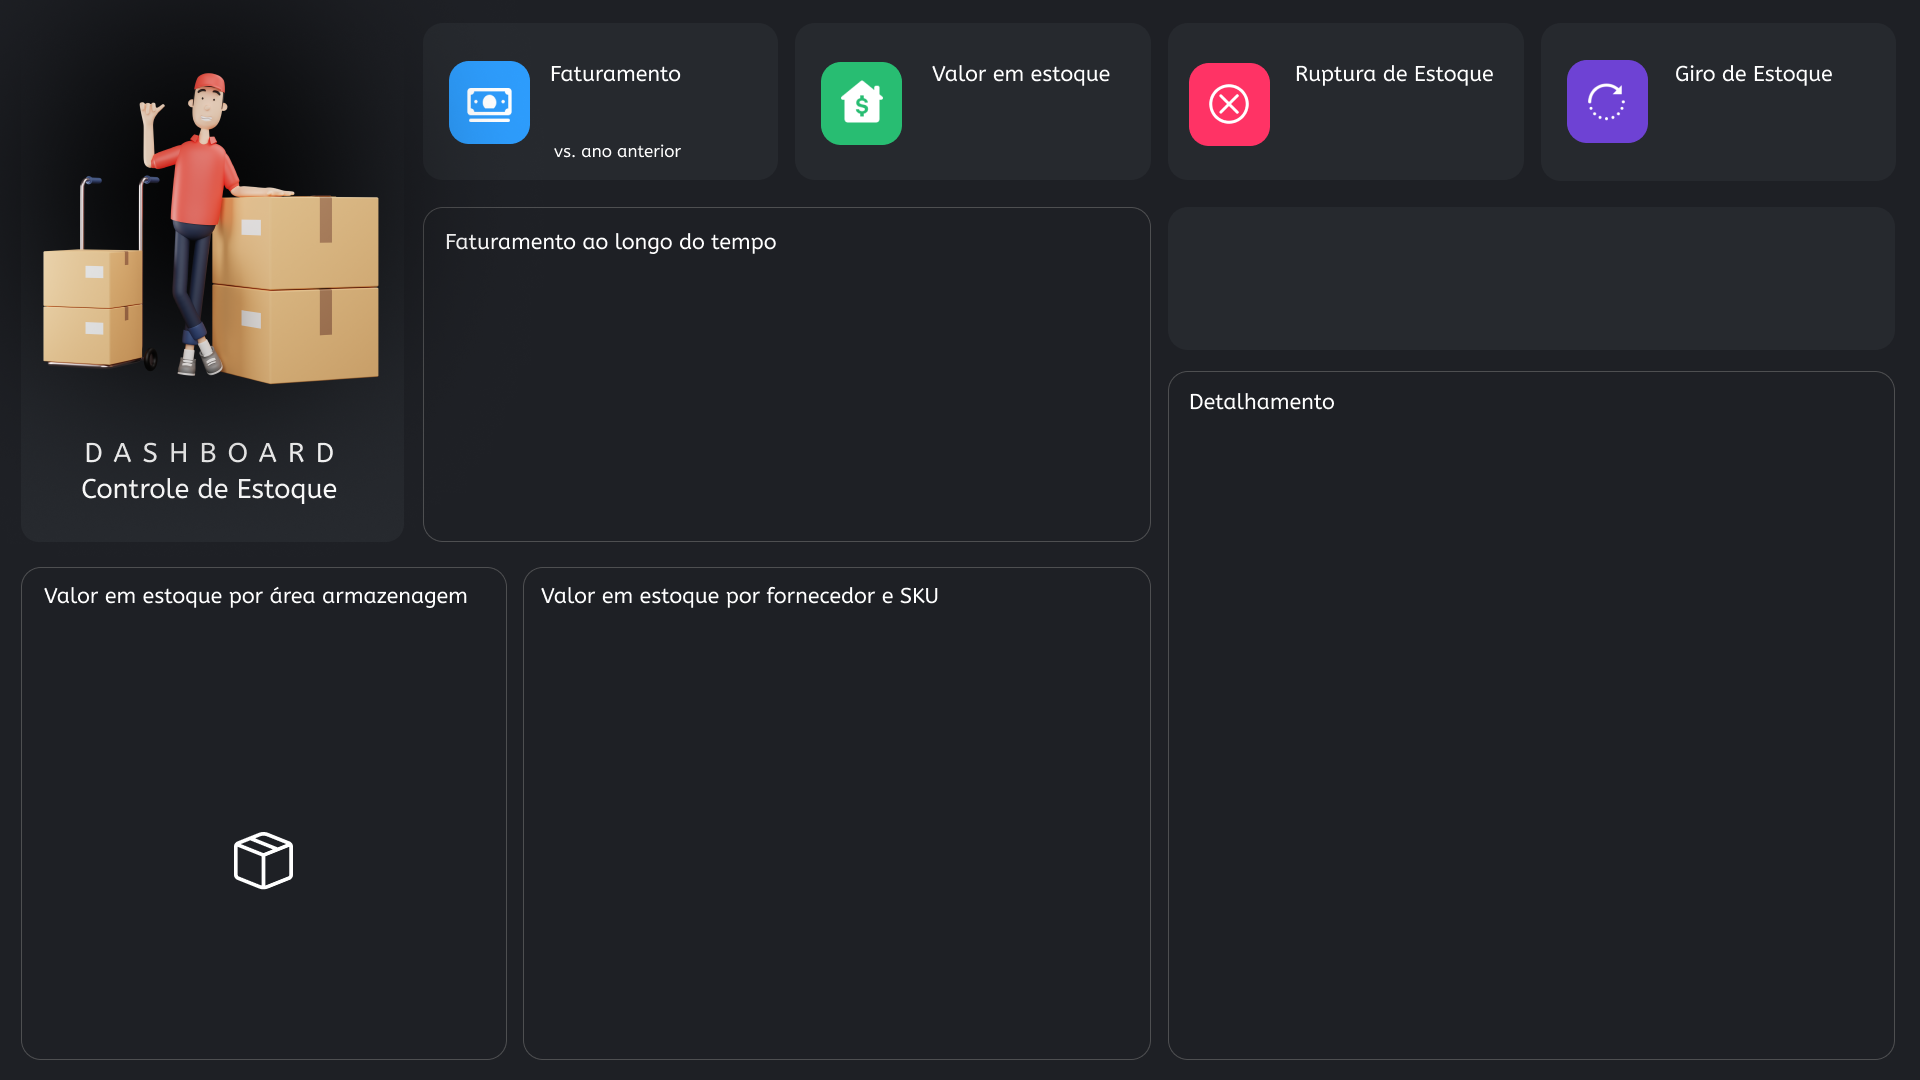 Faturamento
vs. ano anterior
Valor em estoque
Ruptura de Estoque
Giro de Estoque
DASHBOARD
Controle de Estoque
Faturamento ao longo do tempo
Detalhamento
Valor em estoque por área armazenagem
Valor em estoque por fornecedor e SKU